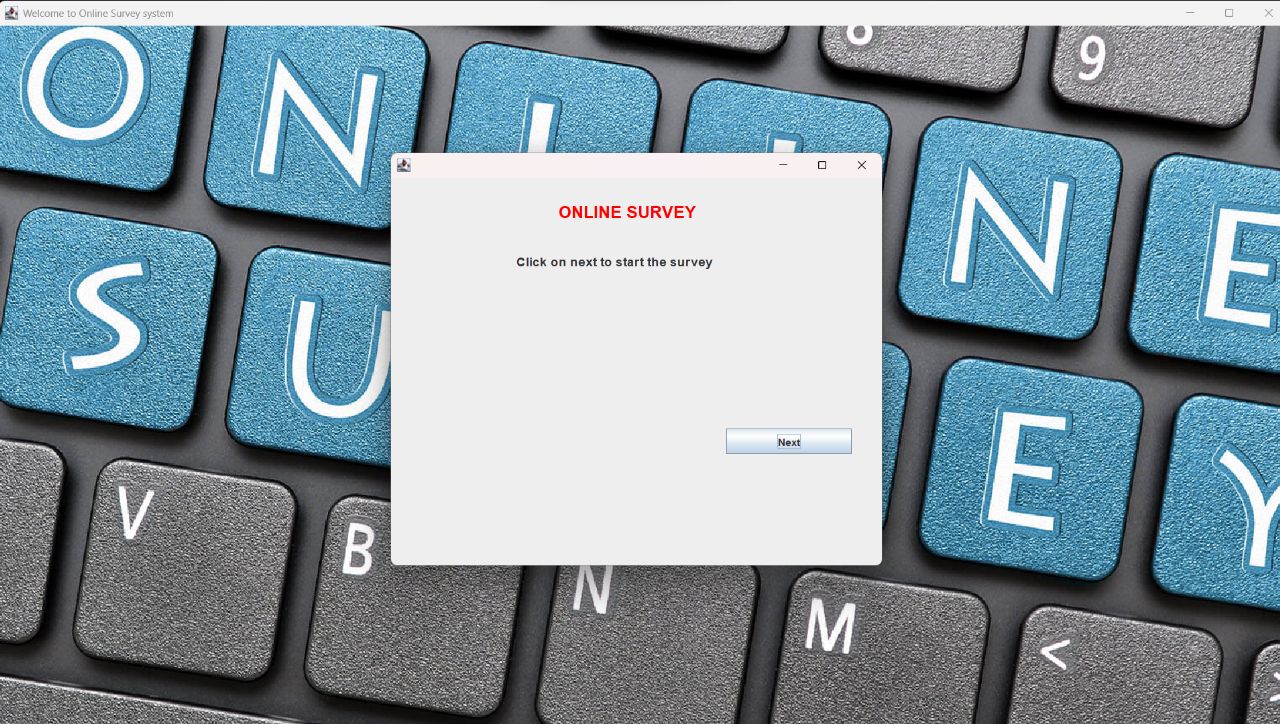 Welcome to Online Survey system
8
9
O N L I N E
ONLINE SURVEY
Click on next to start the survey
S U E Y
Next
V B N M <